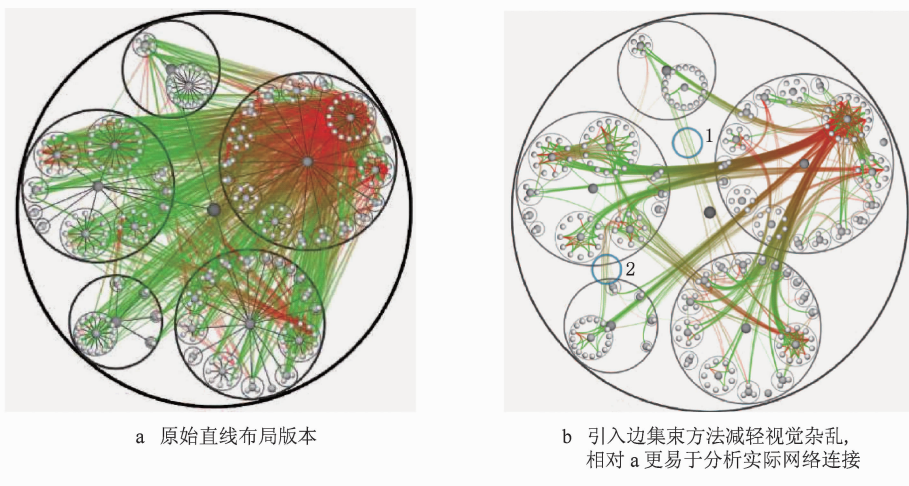 1
2
a 原始直线布局版本
b 引入边集束方法减轻视觉杂乱,
相对 a 更易于分析实际网络连接